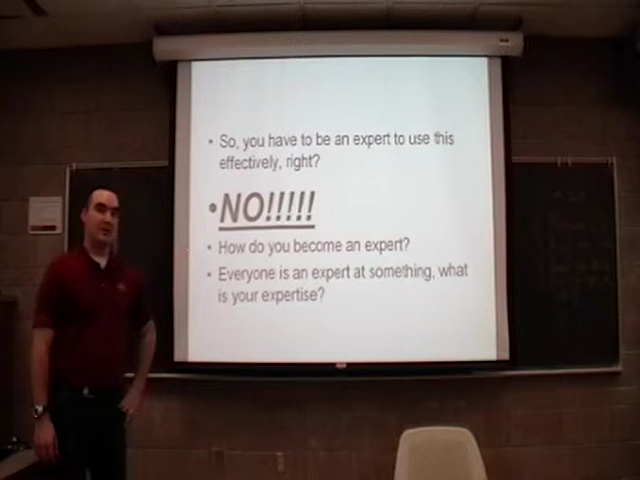 • So, you have to be an expert to use this
effectively, right?
• NO!!!!!
• How do you become an expert?
• Everyone is an expert at something, what
is your expertise?